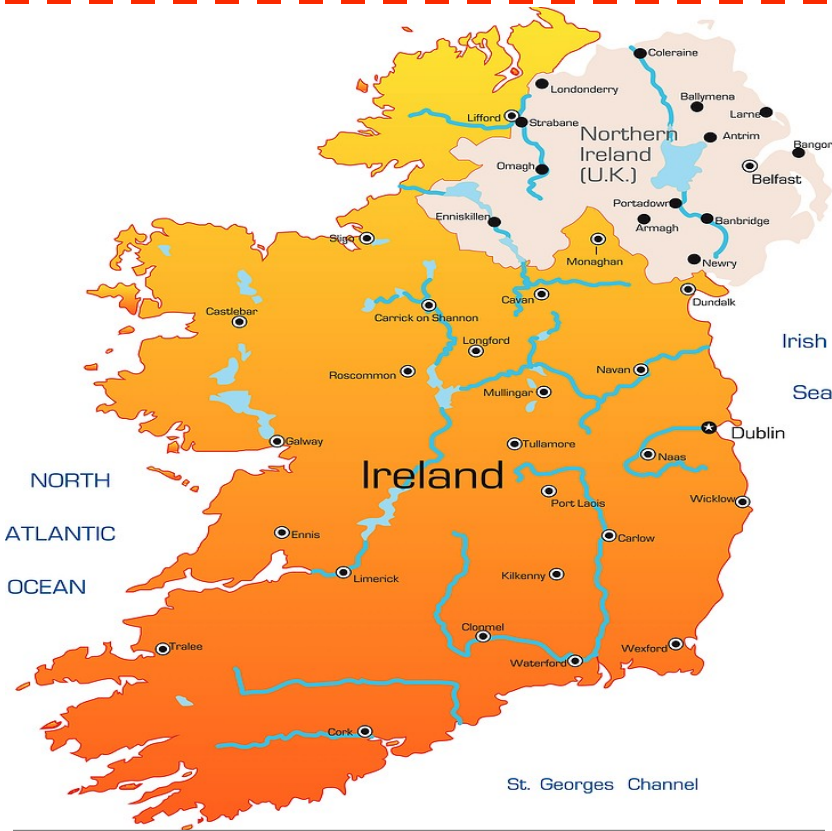 Coleraine
Londonderry
Ballymena
Larne
Lifford
Strabane
Northern
Ireland
(U.K.)
Antrim
Bangor
Omagh
Belfast
Portadown
Enniskillen
Armagh
Banbridge
Sligo
Monaghan
Newry
Cavan
Dundalk
Castlebar
Carrick on Shannon
Longford
Irish
Sea
Roscommon
Navan
Mullingar
Galway
Tullamore
Dublin
Naas
Ireland
NORTH
ATLANTIC
OCEAN
Port Laois
Wicklow
Ennis
Carlow
Limerick
Kilkenny
Clonmel
Tralee
Waterford
Wexford
Cork
St. Georges Channel